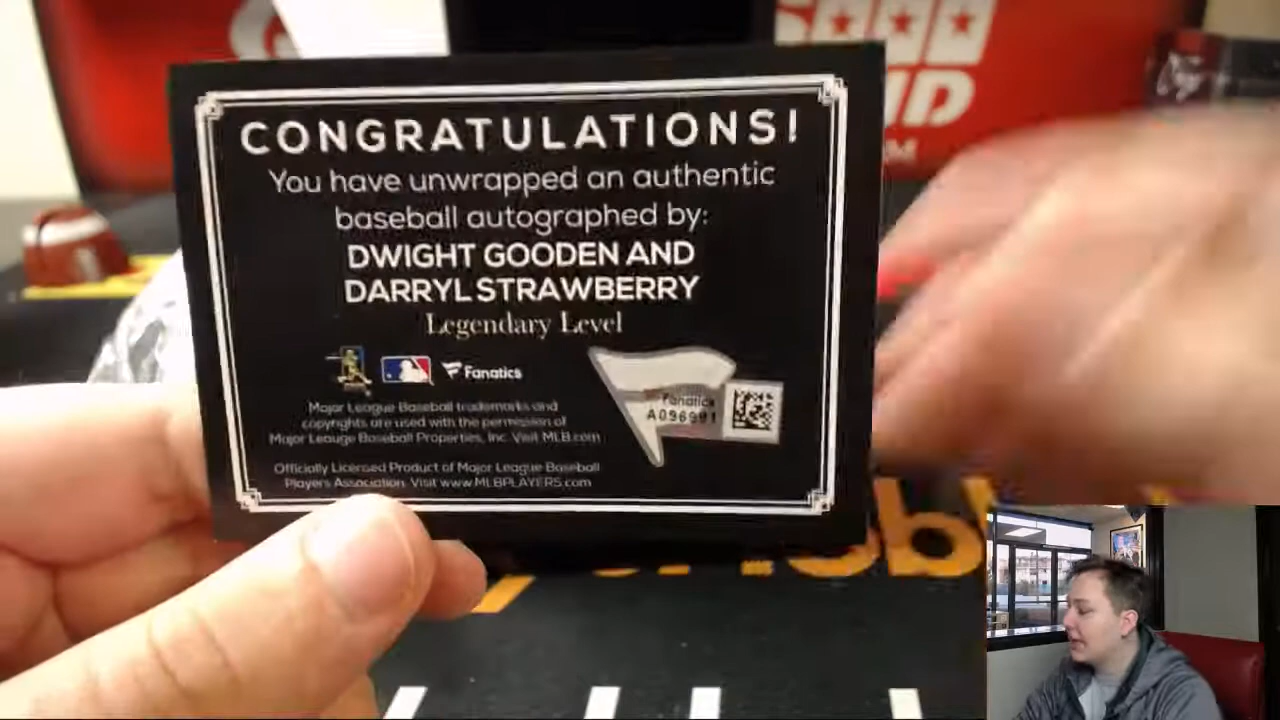 CONGRATULATIONS!
You have unwrapped an authentic
baseball autographed by:
DWIGHT GOODEN AND
DARRYL STRAWBERRY
Legendary Level
Fanatics
Fanatics
A096991
Major League Baseball trademarks and
copyrights are used with the permission of
Major Leauge Baseball Properties, Inc. Visit MLB.com
Officially Licensed Product of Major League Baseball
Players Association. Visit www.MLBPLAYERS.com